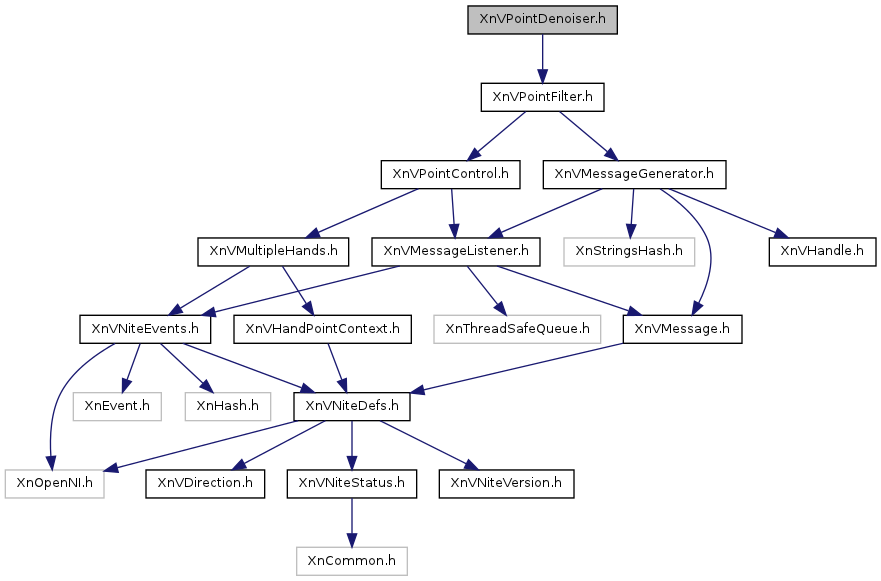 XnVPointDenoiser.h
XnVPointFilter.h
XnVPointControl.h
XnVMessageGenerator.h
XnVMultipleHands.h
XnVMessageListener.h
XnStringsHash.h
XnVHandle.h
XnVNiteEvents.h
XnVHandPointContext.h
XnThreadSafeQueue.h
XnVMessage.h
XnEvent.h
XnHash.h
XnVNiteDefs.h
XnOpenNI.h
XnVDirection.h
XnVNiteStatus.h
XnVNiteVersion.h
XnCommon.h